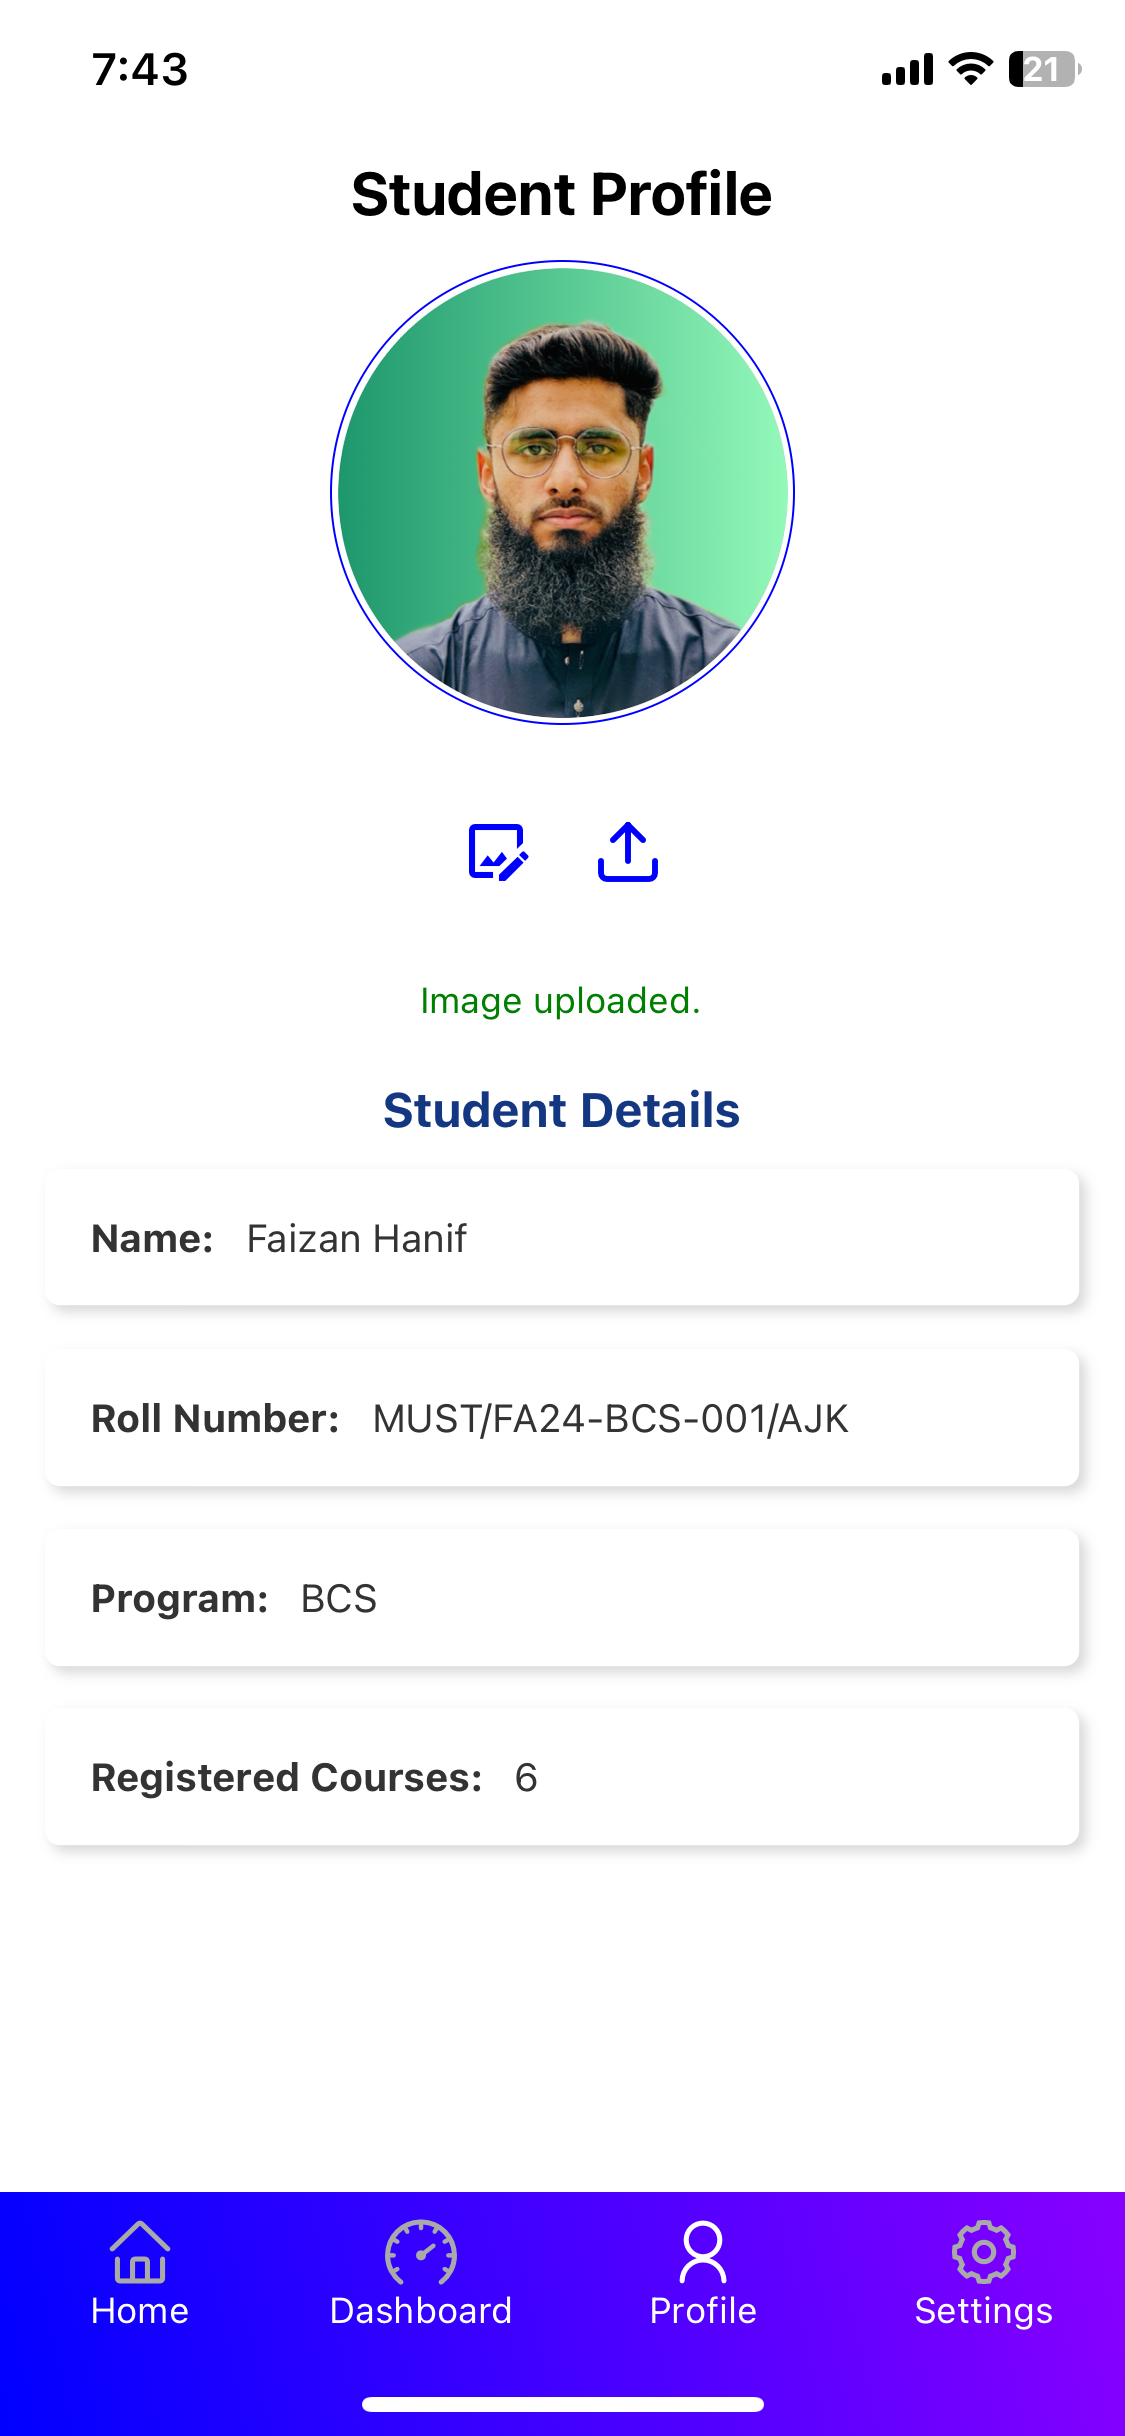 7:43
21
Student Profile
Image uploaded.
Student Details
Name: Faizan Hanif
Roll Number: MUST/FA24-BCS-001/AJK
Program: BCS
Registered Courses: 6
Home Dashboard Profile Settings